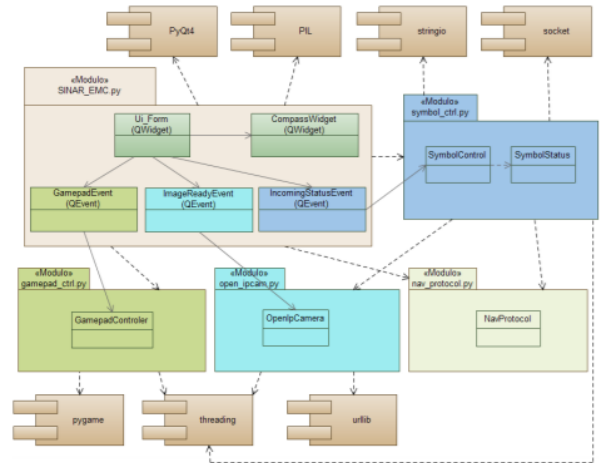 PyQt4
PIL
stringio
socket
«Modulo»
SINAR_EMC.py
«Modulo»
symbol_ctrl.py
Ui_Form
(QWidget)
CompassWidget
(QWidget)
SymbolControl
SymbolStatus
GamepadEvent
(QEvent)
ImageReadyEvent
(QEvent)
IncomingStatusEvent
(QEvent)
«Modulo»
gamepad_ctrl.py
«Modulo»
open_ipcam.py
«Modulo»
nav_protocol.py
GamepadControler
OpenIpCamera
NavProtocol
pygame
threading
urllib